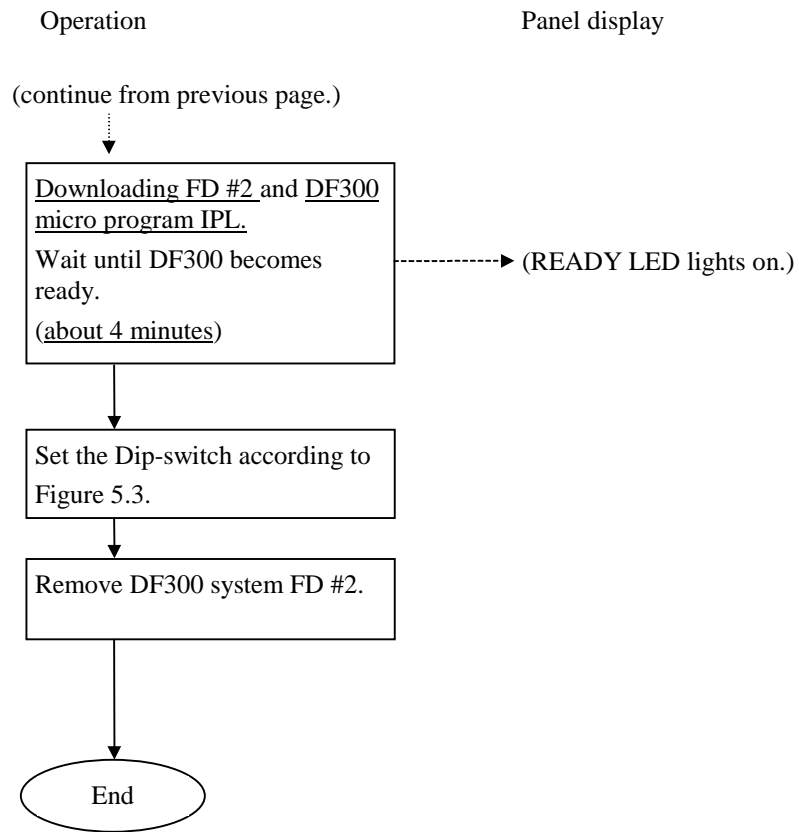 Operation Panel display
(continue from previous page.)
Downloading FD #2 and DF300
micro program IPL.
Wait until DF300 becomes
ready.
(about 4 minutes)
(READY LED lights on.)
Set the Dip-switch according to
Figure 5.3.
Remove DF300 system FD #2.
End